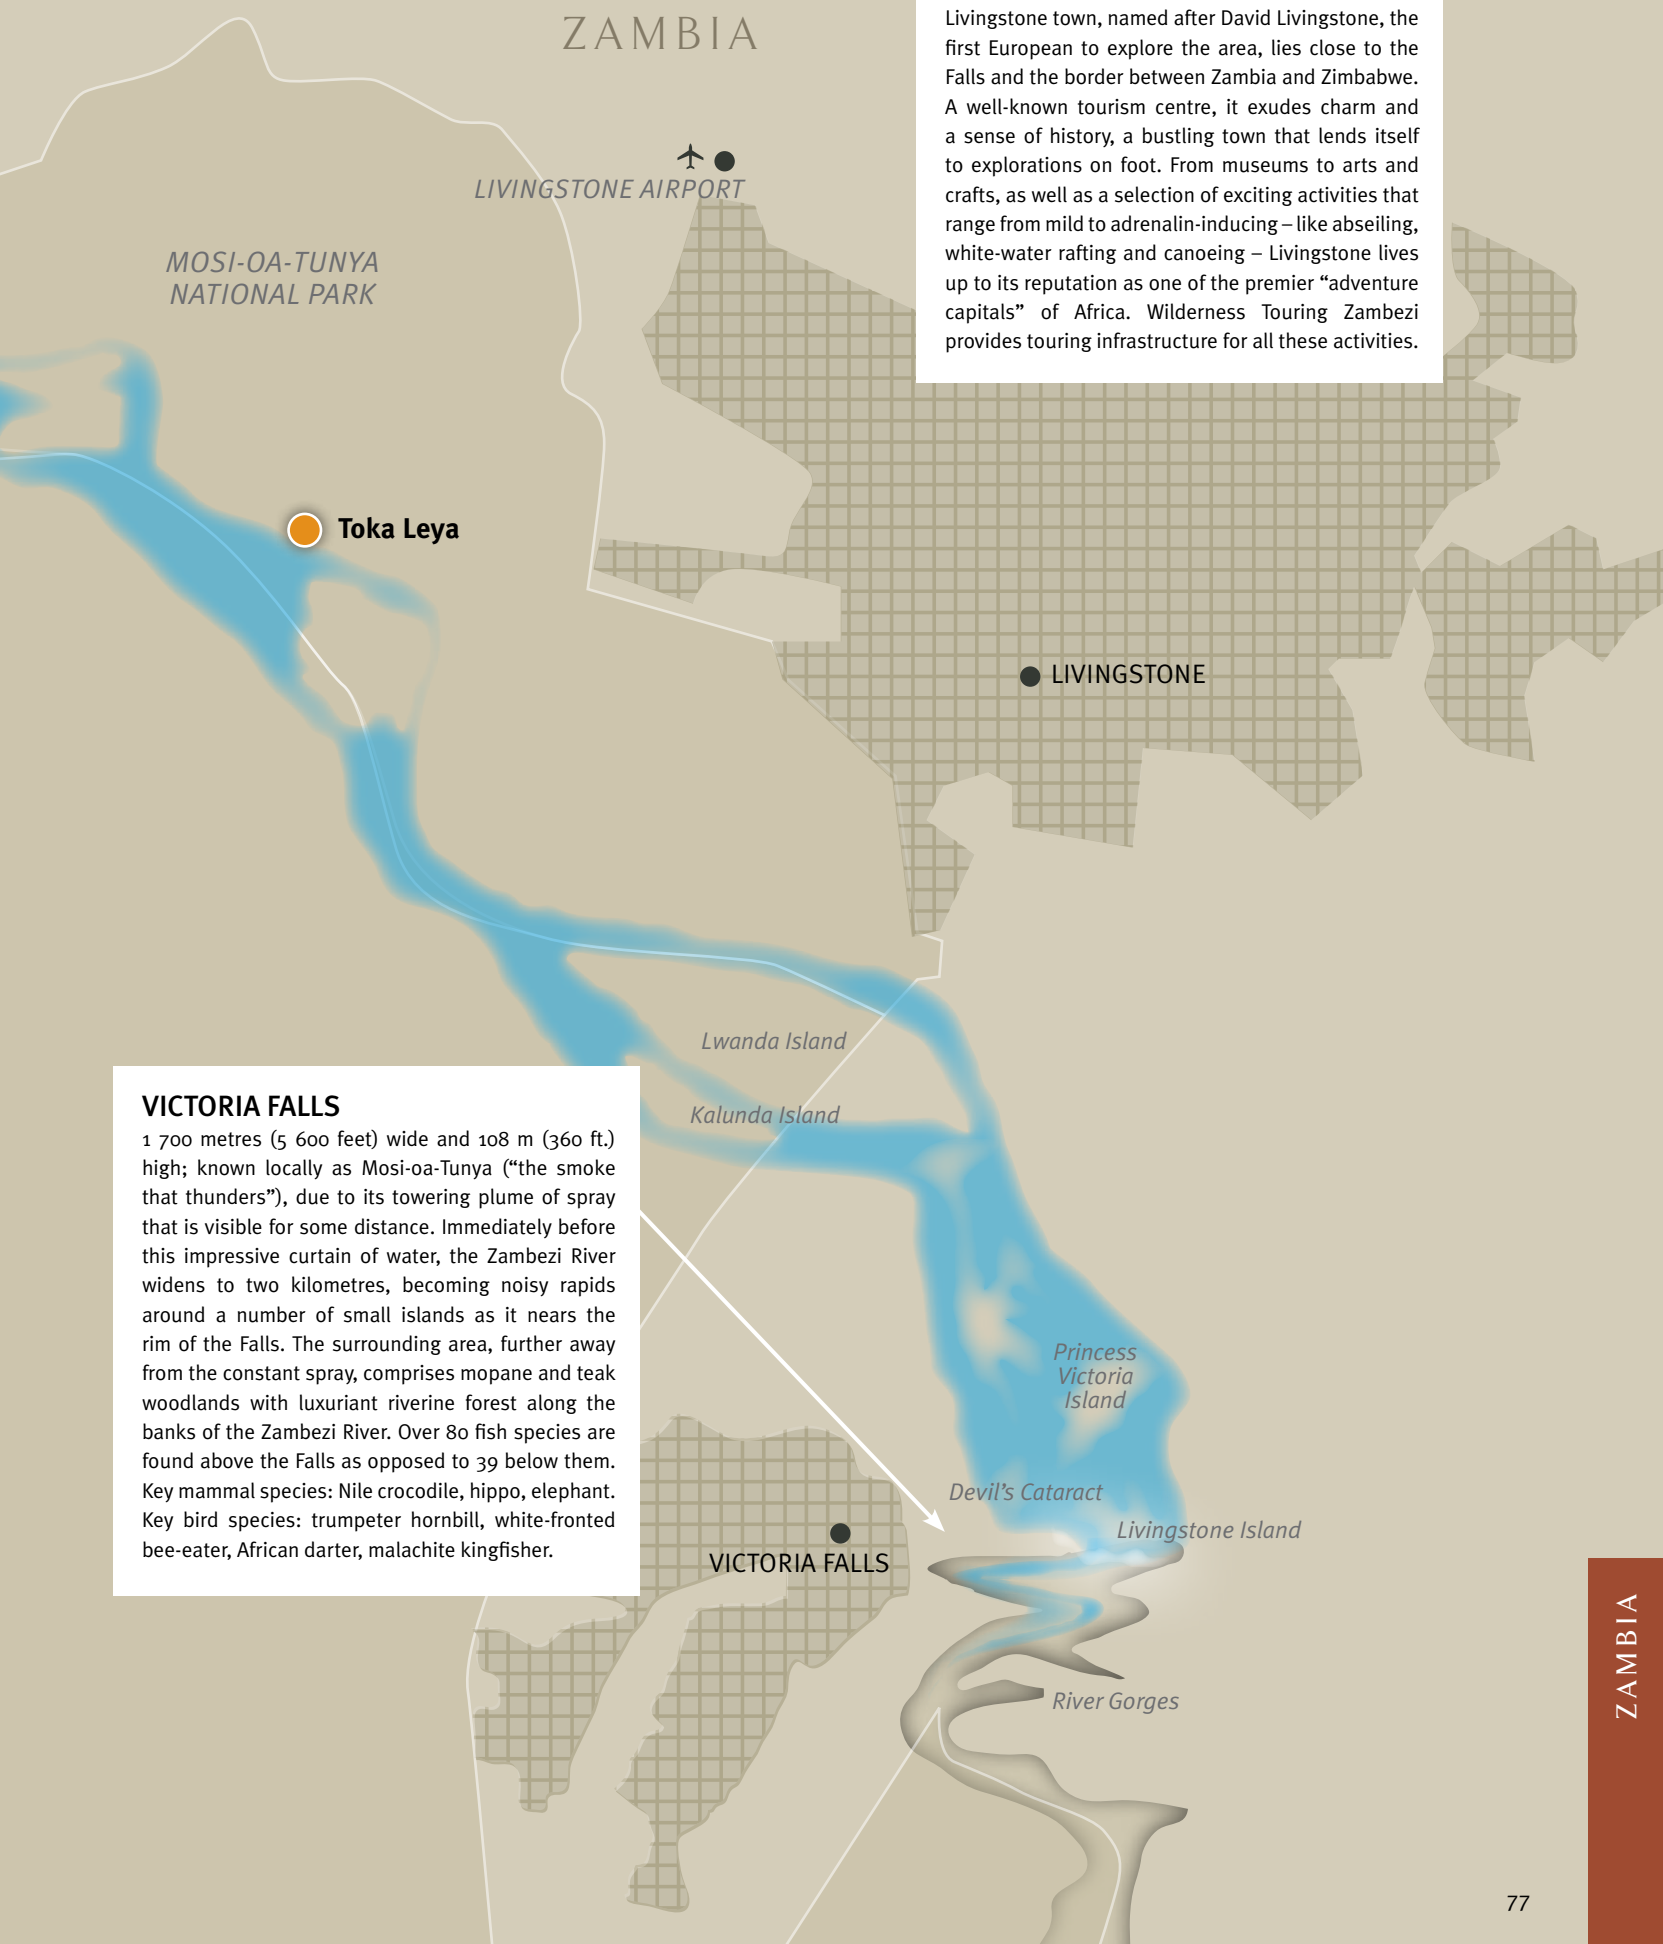 ZAMBIA
Livingstone town, named after David Livingstone, the
first European to explore the area, lies close to the
Falls and the border between Zambia and Zimbabwe.
A well-known tourism centre, it exudes charm and
a sense of history, a bustling town that lends itself
to explorations on foot. From museums to arts and
crafts, as well as a selection of exciting activities that
range from mild to adrenalin-inducing – like abseiling,
white-water rafting and canoeing – Livingstone lives
up to its reputation as one of the premier “adventure
capitals” of Africa. Wilderness Touring Zambezi
provides touring infrastructure for all these activities.
LIVINGSTONE AIRPORT
MOSI-OA-TUNYA
NATIONAL PARK
Toka Leya
LIVINGSTONE
Lwanda Island
Kalunda Island
VICTORIA FALLS
1 700 metres (5 600 feet) wide and 108 m (360 ft.)
high; known locally as Mosi-oa-Tunya (“the smoke
that thunders”), due to its towering plume of spray
that is visible for some distance. Immediately before
this impressive curtain of water, the Zambezi River
widens to two kilometres, becoming noisy rapids
around a number of small islands as it nears the
rim of the Falls. The surrounding area, further away
from the constant spray, comprises mopane and teak
woodlands with luxuriant riverine forest along the
banks of the Zambezi River. Over 80 fish species are
found above the Falls as opposed to 39 below them.
Key mammal species: Nile crocodile, hippo, elephant.
Key bird species: trumpeter hornbill, white-fronted
bee-eater, African darter, malachite kingfisher.
Princess
Victoria
Island
Devil’s Cataract
Livingstone Island
VICTORIA FALLS
River Gorges
ZAMBIA
77